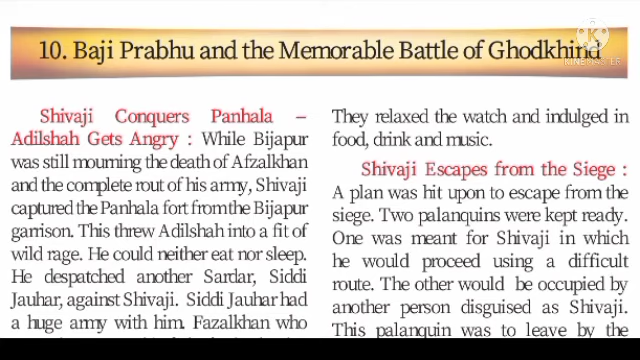 10. Baji Prabhu and the Memorable Battle of Ghodkhind
KINEMASTER
Shivaji Conquers Panhala –
Adilshah Gets Angry : While Bijapur
was still mourning the death of Afzalkhan
and the complete rout of his army, Shivaji
captured the Panhala fort from the Bijapur
garrison. This threw Adilshah into a fit of
wild rage. He could neither eat nor sleep.
He despatched another Sardar, Siddi
Jauhar, against Shivaji. Siddi Jauhar had
a huge army with him. Fazalkhan who
They relaxed the watch and indulged in
food, drink and music.
Shivaji Escapes from the Siege :
A plan was hit upon to escape from the
siege. Two palanquins were kept ready.
One was meant for Shivaji in which
he would proceed using a difficult
route. The other would be occupied by
another person disguised as Shivaji.
This palanquin was to leave by the